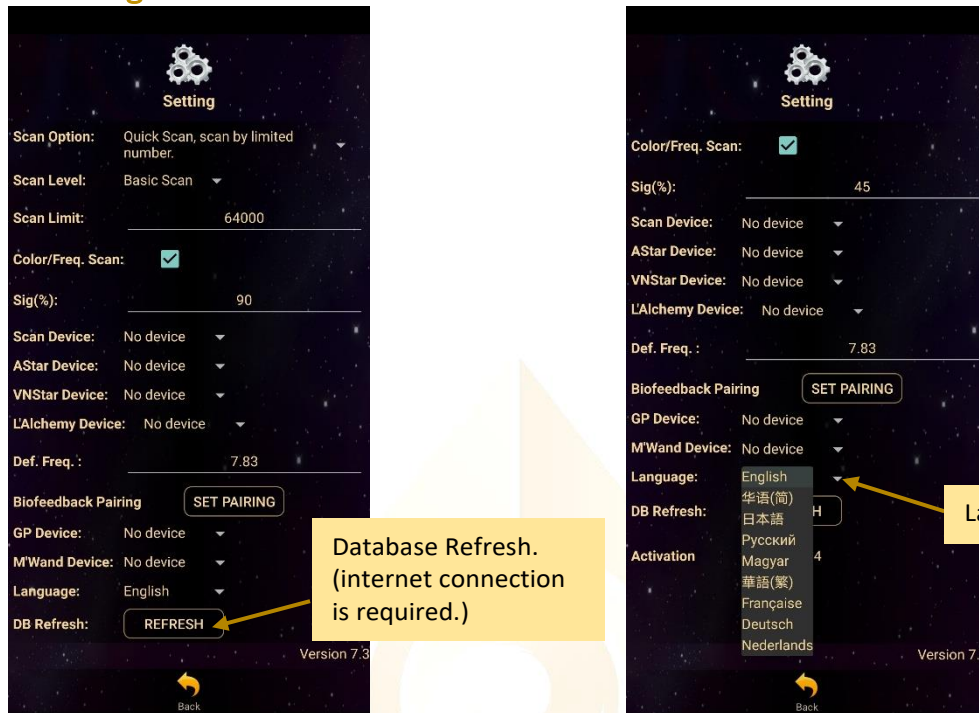 Setting
Scan Option: Quick Scan, scan by limited
number.
Scan Level: Basic Scan
Scan Limit: 64000
Color/Freq. Scan:
Sig(%): 90
Scan Device: No device
AStar Device: No device
VNStar Device: No device
L'Alchemy Device: No device
Def. Freq. : 7.83
Biofeedback Pairing SET PAIRING
GP Device: No device
M'Wand Device: No device
Language: English
DB Refresh: REFRESH
Version 7.3
Back
Database Refresh.
(internet connection
is required.)
Setting
Color/Freq. Scan:
Sig(%): 45
Scan Device: No device
AStar Device: No device
VNStar Device: No device
L'Alchemy Device: No device
Def. Freq. : 7.83
Biofeedback Pairing SET PAIRING
GP Device: No device
M'Wand Device: No device
Language: English
华语(简)
DB Refresh: H
日本語
Русский
Activation 4
Magyar
華語(繁)
Française
Deutsch
Nederlands
Version 7.
Back